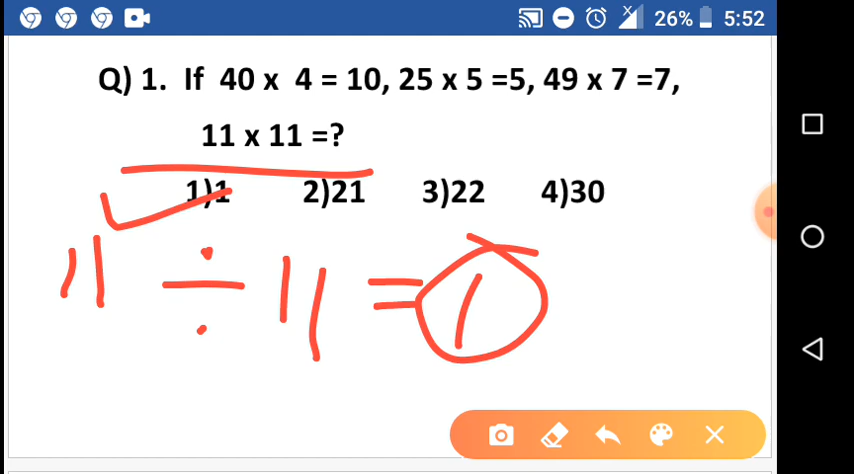 26% 5:52
Q) 1. If 40 x 4 = 10, 25 x 5 =5, 49 x 7 =7,
11 x 11 =?
1)1 2)21 3)22 4)30
11 ÷ 11 = 1